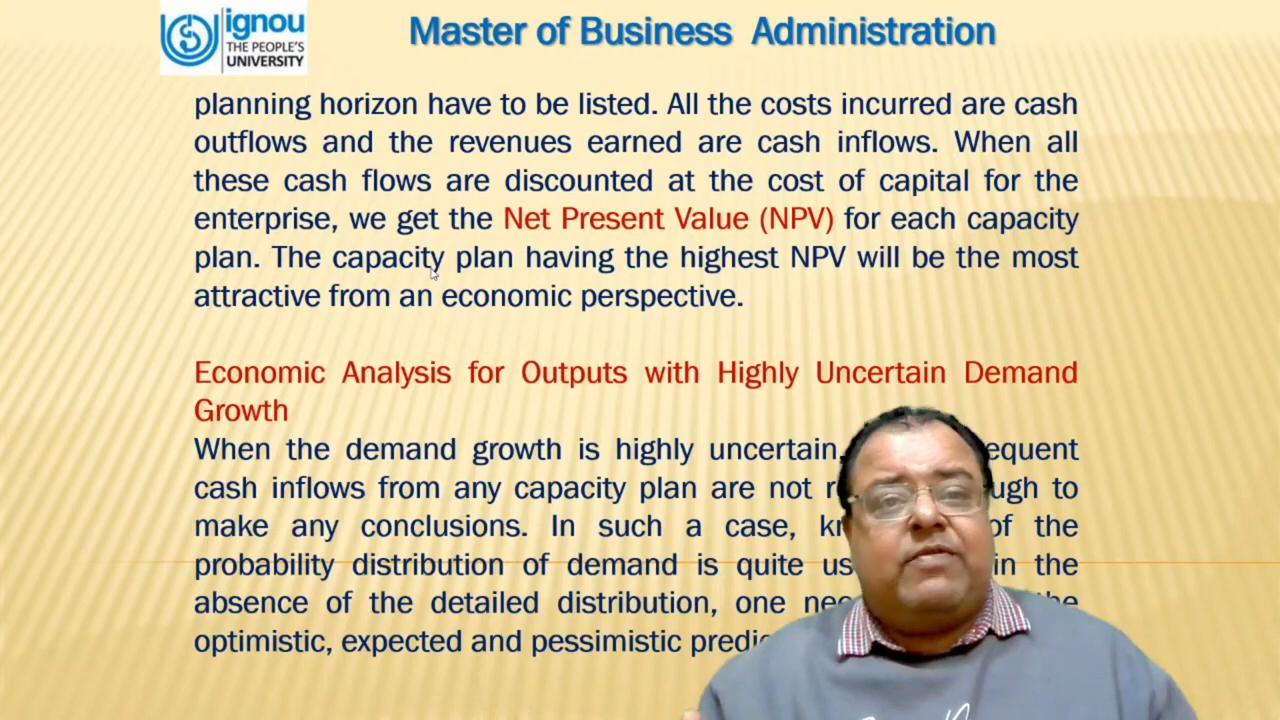 ignou
THE PEOPLE'S
UNIVERSITY
Master of Business Administration
planning horizon have to be listed. All the costs incurred are cash
outflows and the revenues earned are cash inflows. When all
these cash flows are discounted at the cost of capital for the
enterprise, we get the Net Present Value (NPV) for each capacity
plan. The capacity plan having the highest NPV will be the most
attractive from an economic perspective.
Economic Analysis for Outputs with Highly Uncertain Demand
Growth
When the demand growth is highly uncertain,
cash inflows from any capacity plan are not to
make any conclusions. In such a case, of the
probability distribution of demand is quite in the
absence of the detailed distribution, one
optimistic, expected and pessimistic